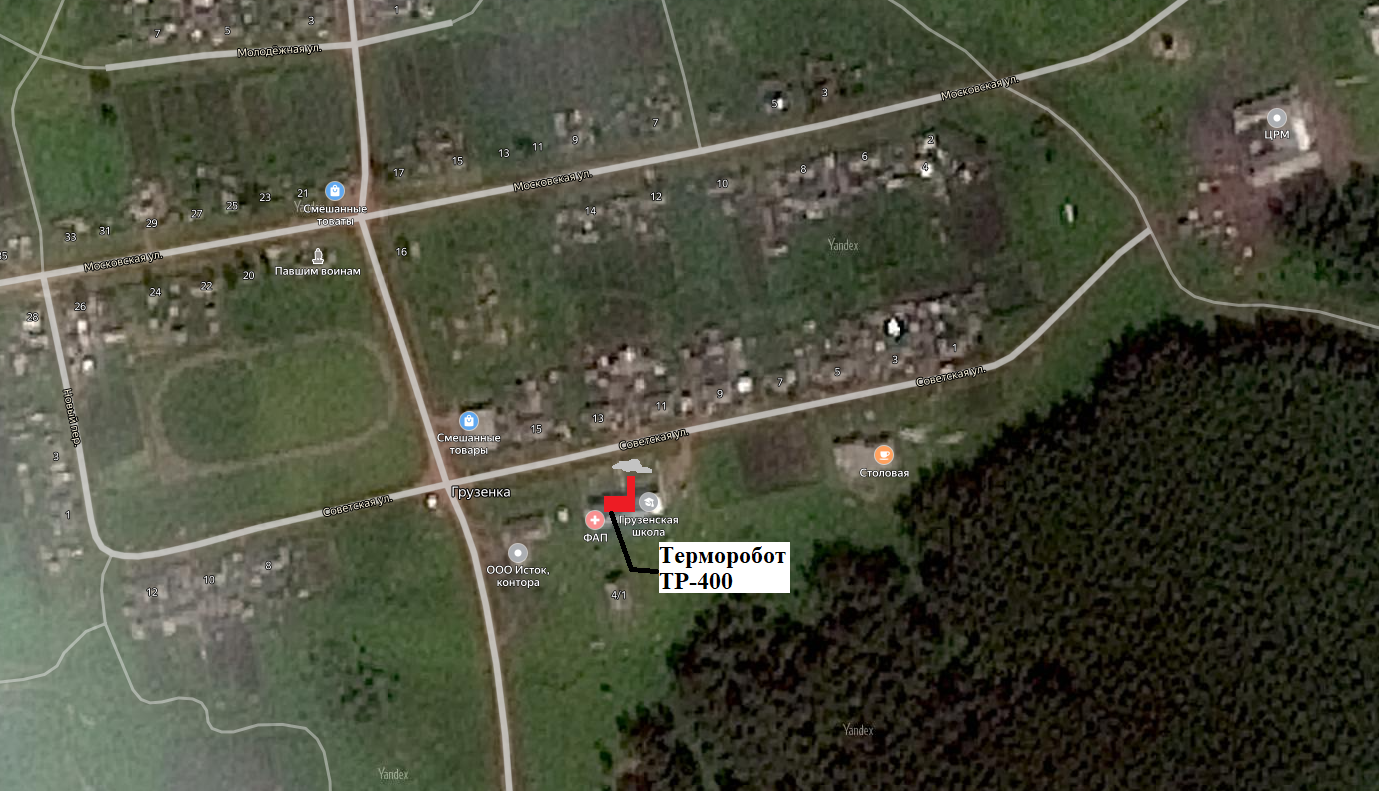 1
3
5
7
Молодёжная ул.
Московская ул.
3
5
7
9
11
13
15
17
ЦРМ
2
4
6
8
10
12
14
Московская ул.
21
23
25
27
29
31
33
35
Yandex
Смешанные
товаты
Павшим воинам
16
Московская ул.
20
22
24
26
28
Yandex
Новый пер.
3
1
Смешанные
товары
15
13
11
9
7
5
3
1
Советская ул.
Советская ул.
Столовая
Советская ул.
Грузенка
Грузенская
школа
ФАП
ООО Исток,
контора
Терморобот
ТР-400
4/1
8
10
12
Yandex
Yandex